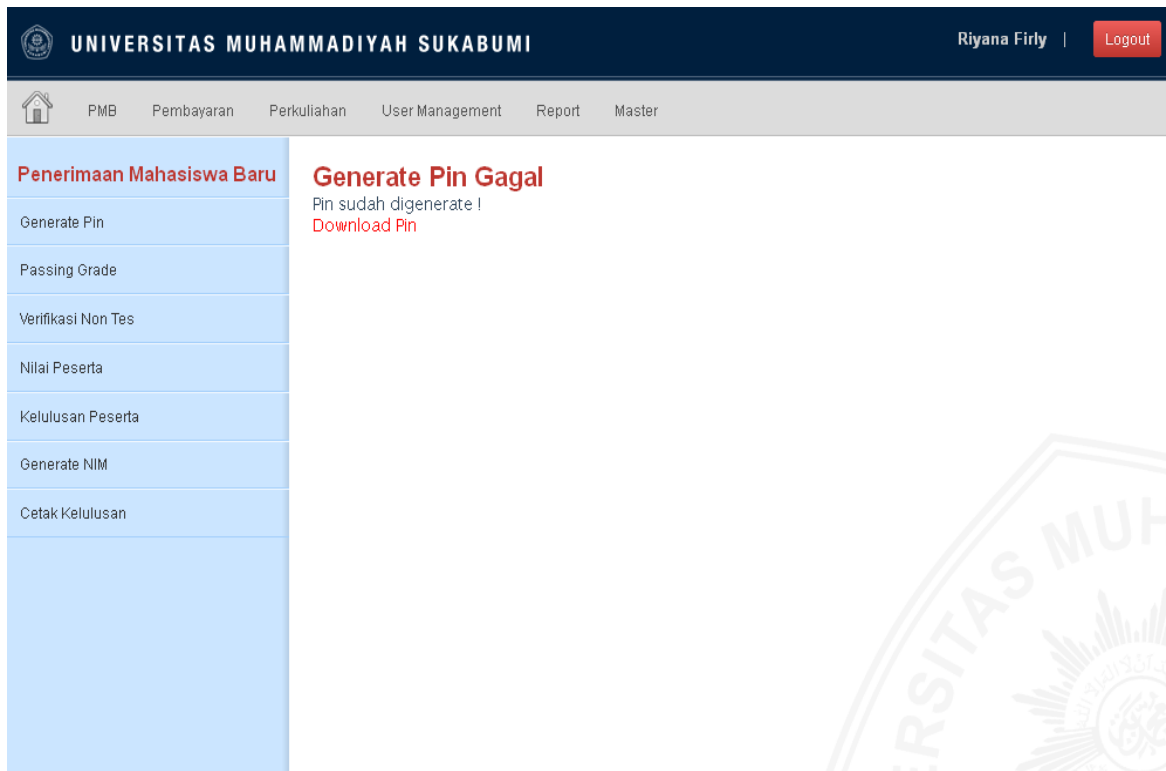 UNIVERSITAS MUHAMMADIYAH SUKABUMI
Riyana Firly |
Logout
PMB Pembayaran Perkuliahan User Management Report Master
Penerimaan Mahasiswa Baru
Generate Pin
Passing Grade
Verifikasi Non Tes
Nilai Peserta
Kelulusan Peserta
Generate NIM
Cetak Kelulusan
Generate Pin Gagal
Pin sudah digenerate !
Download Pin